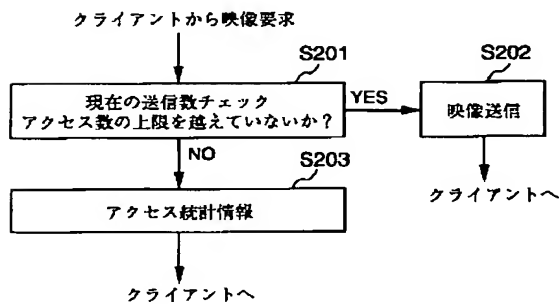 クライアントから映像要求
S201
現在の送信数チェック
アクセス数の上限を越えていないか？
YES
S202
映像送信
クライアントへ
NO
S203
アクセス統計情報
クライアントへ